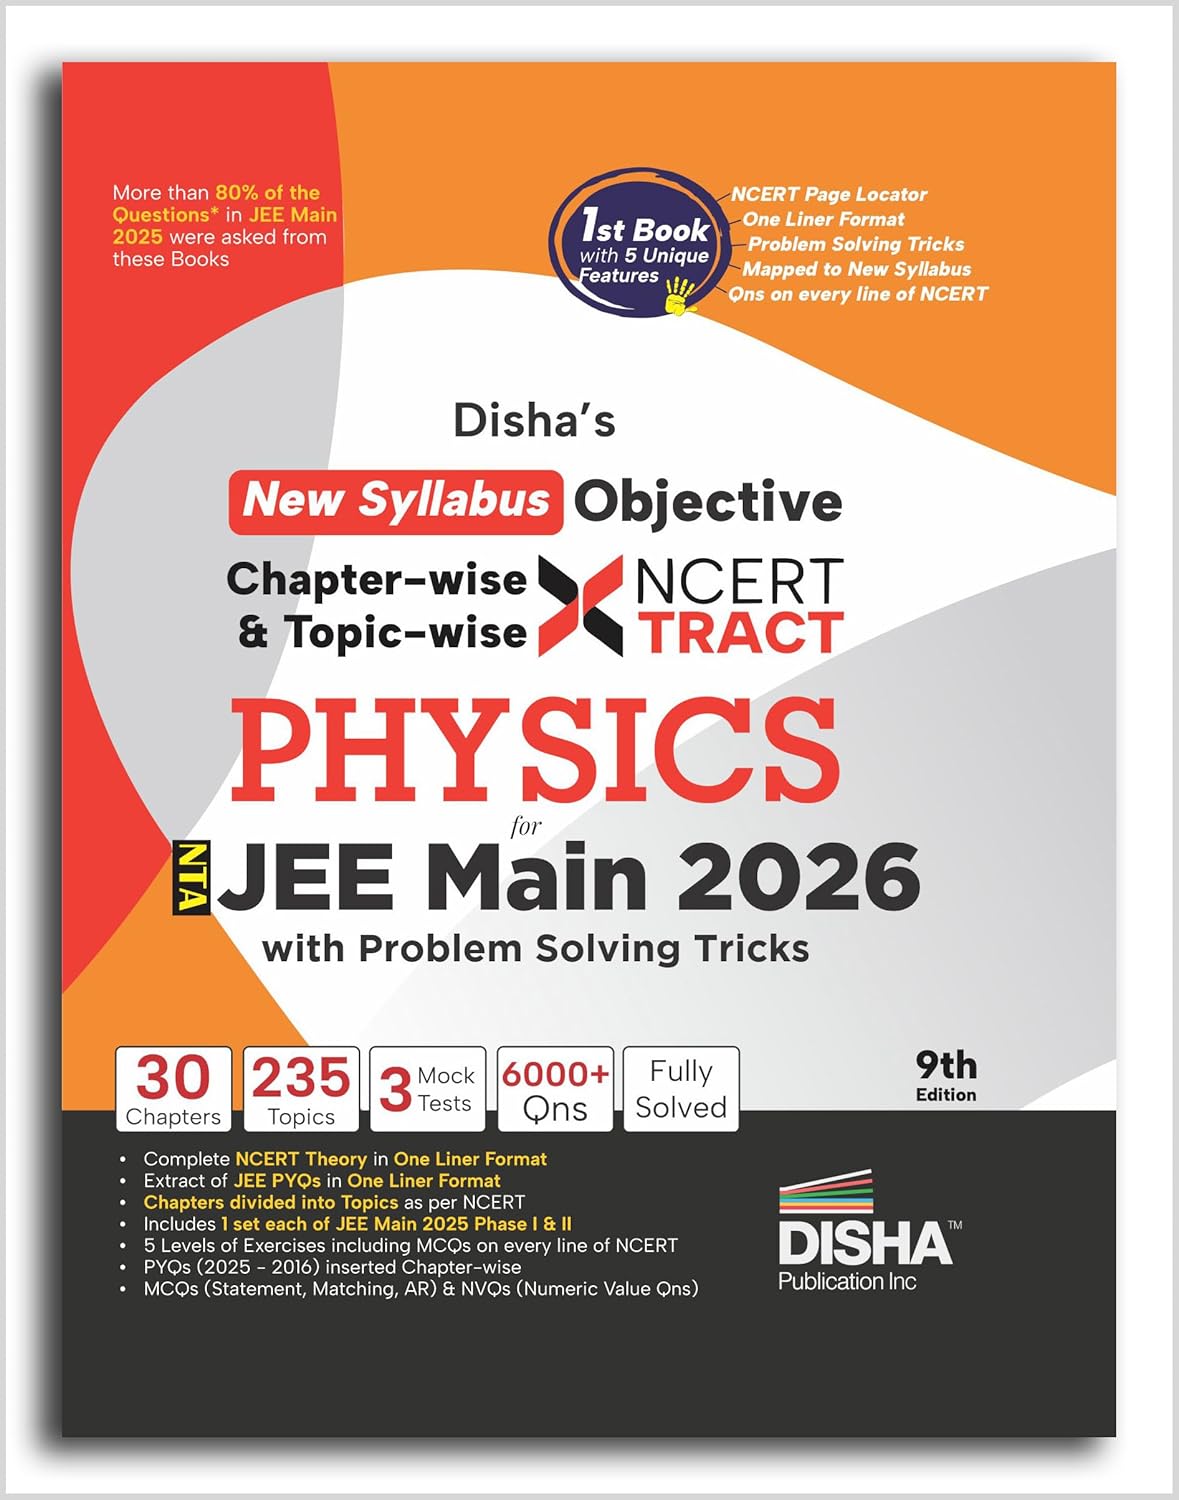 More than 80% of the
Questions* in JEE Main
2025 were asked from
these Books
1st Book
with 5 Unique
Features
NCERT Page Locator
One Liner Format
Problem Solving Tricks
Mapped to New Syllabus
Qns on every line of NCERT
Disha's
New Syllabus Objective
Chapter-wise
& Topic-wise
X NCERT
TRACT
PHYSICS
for
NTA JEE Main 2026
with Problem Solving Tricks
30
Chapters
235
Topics
3 Mock
Tests
6000+
Qns
Fully
Solved
9th
Edition
• Complete NCERT Theory in One Liner Format
• Extract of JEE PYQs in One Liner Format
• Chapters divided into Topics as per NCERT
• Includes 1 set each of JEE Main 2025 Phase I & II
• 5 Levels of Exercises including MCQs on every line of NCERT
• PYQs (2025 - 2016) inserted Chapter-wise
• MCQs (Statement, Matching, AR) & NVQs (Numeric Value Qns)
DISHA™
Publication Inc